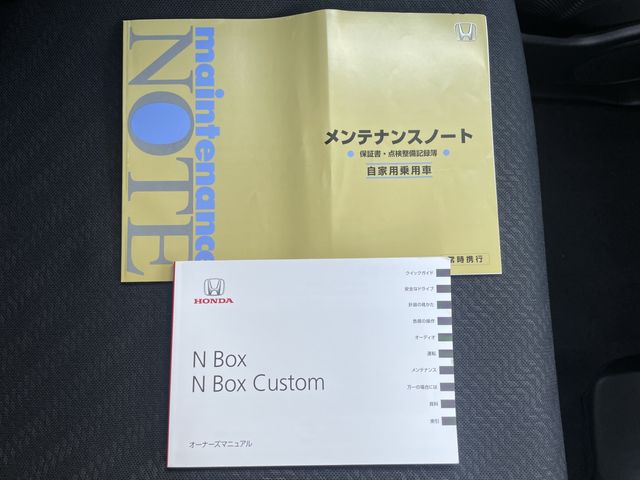 maintenance
NOTE
メンテナンスノート
保証書・点検整備記録簿
自家用乗用車
常時携行
HONDA
N Box
N Box Custom
オーナーズマニュアル
クイックガイド
安全なドライブ
計器の見かた
各部の操作
オーディオ
運転
メンテナンス
万一の場合には
資料
索引